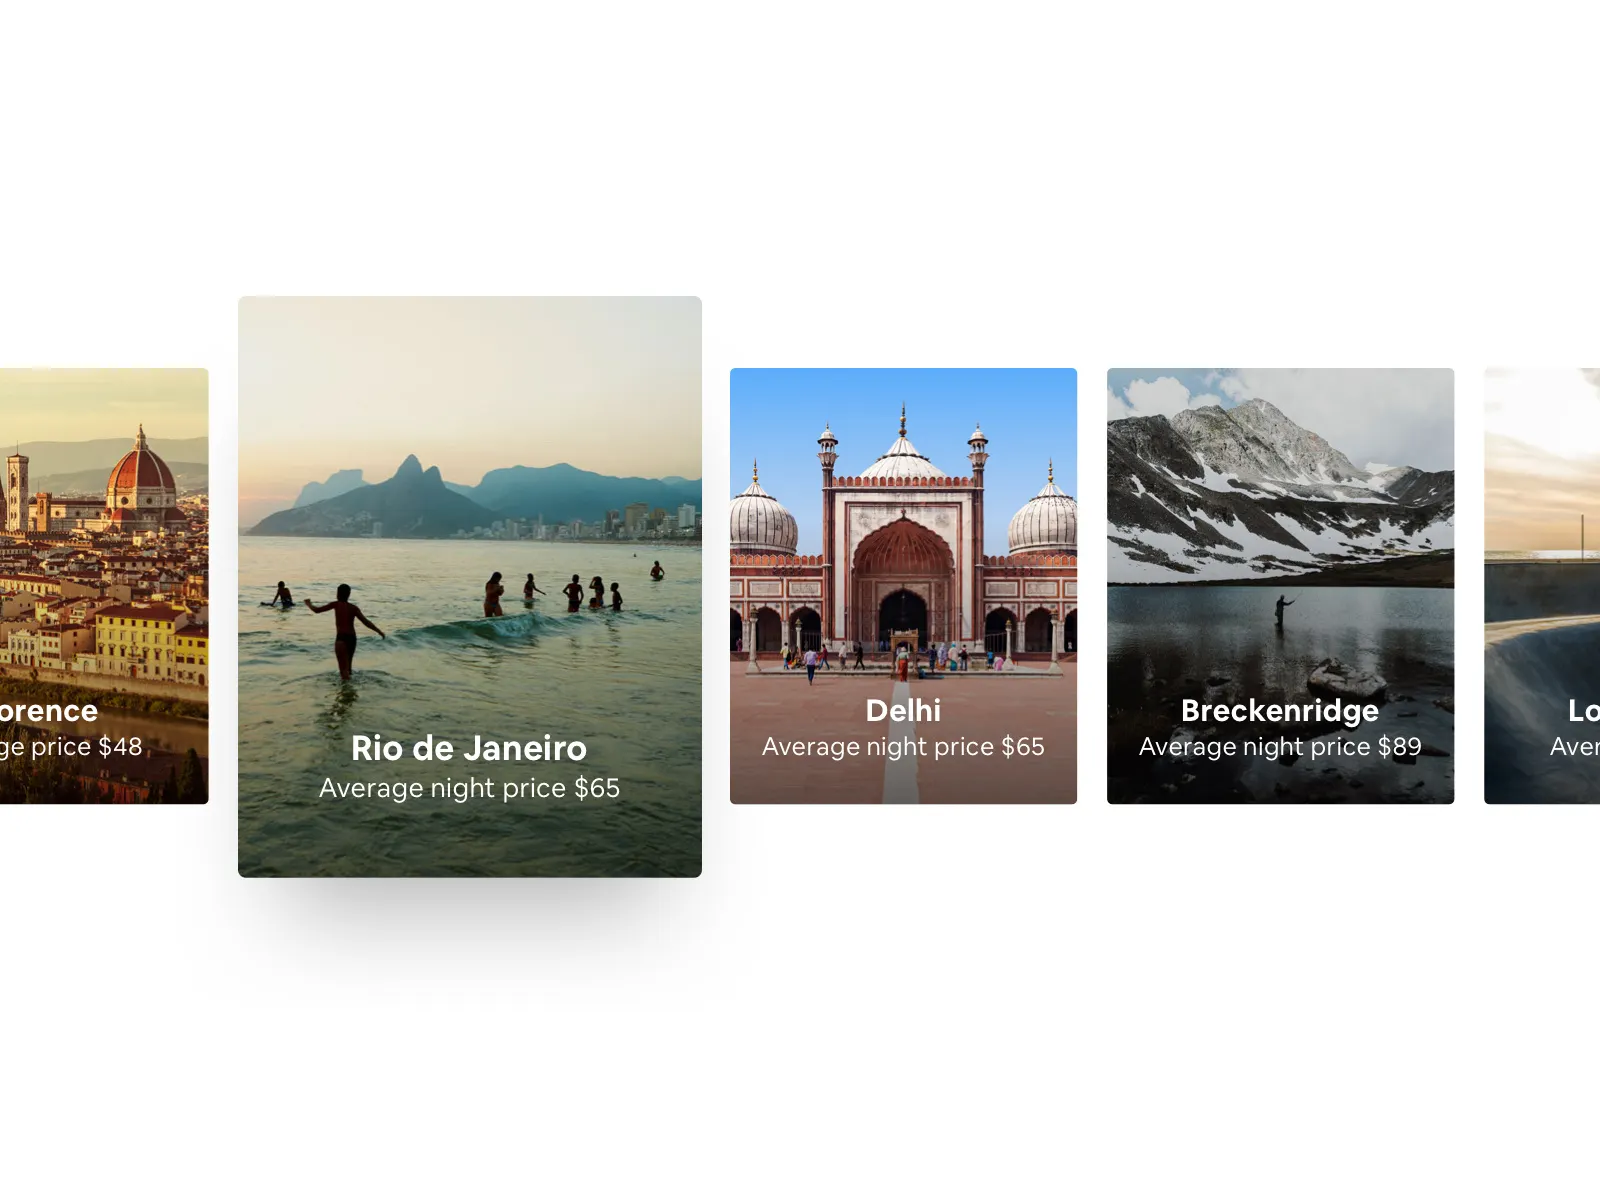 orence
ge price $48
Rio de Janeiro
Average night price $65
Delhi
Average night price $65
Breckenridge
Average night price $89
Lo
Aver